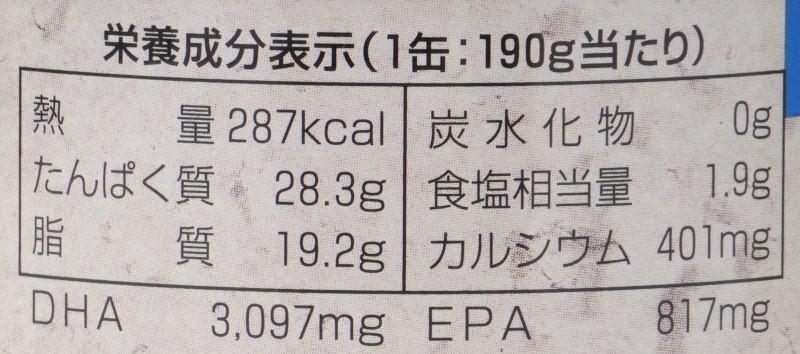 栄養成分表示(1缶:190g当たり)
熱量 287kcal 炭水化物 0g
たんぱく質 28.3g 食塩相当量 1.9g
脂質 19.2g カルシウム 401mg
DHA 3,097mg EPA 817mg